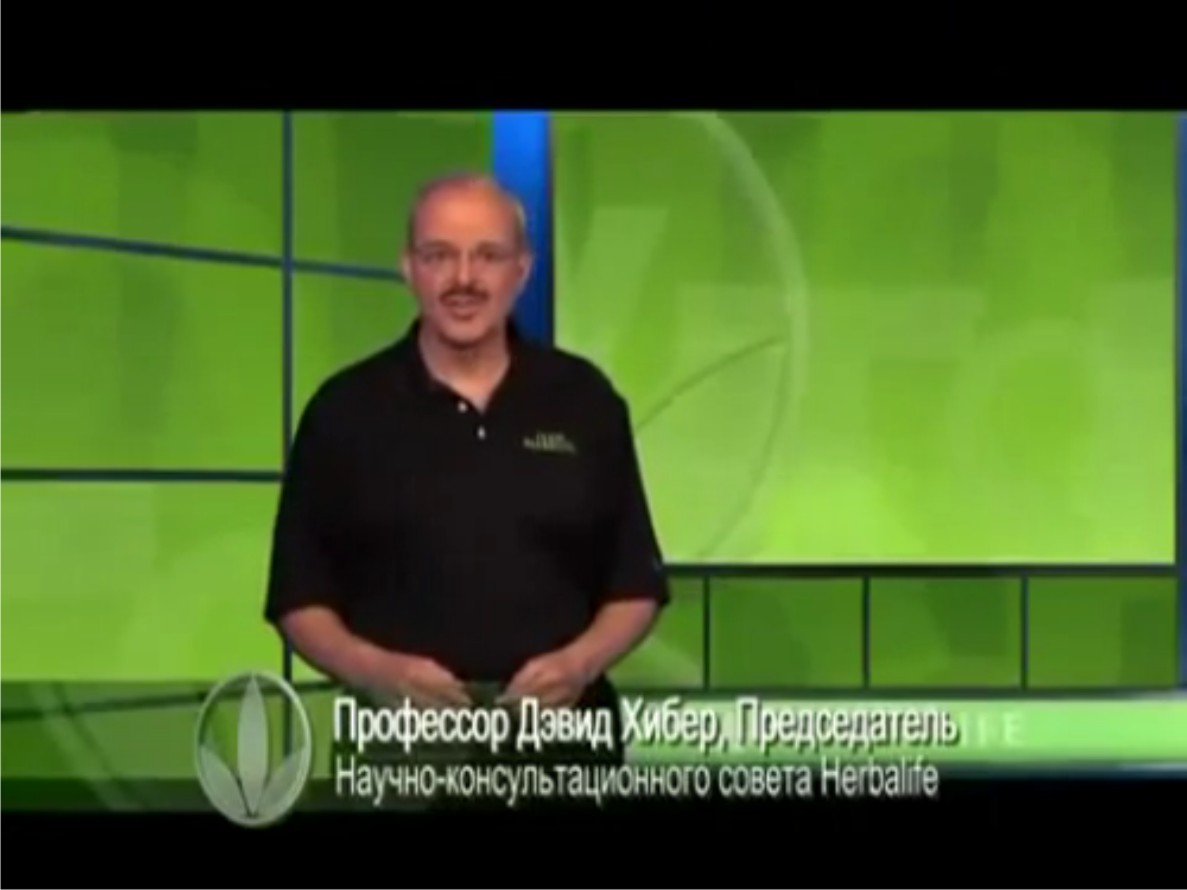 Профессор Дэвид Хибер, Председатель
Научно-консультационного совета Herbalife